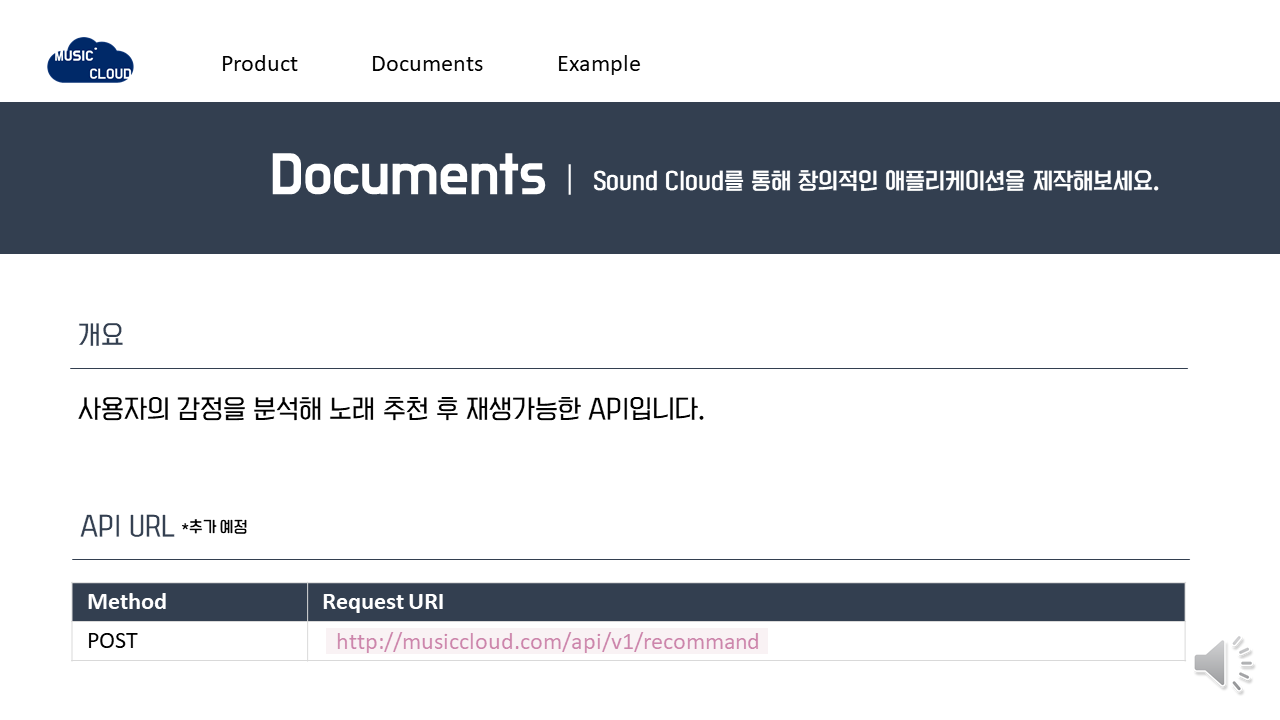 MUSIC
CLOUD
Product Documents Example
Documents | Sound Cloud를 통해 창의적인 애플리케이션을 제작해보세요.
개요
사용자의 감정을 분석해 노래 추천 후 재생가능한 API입니다.
API URL *추가 예정
Method Request URI
POST http://musiccloud.com/api/v1/recommand